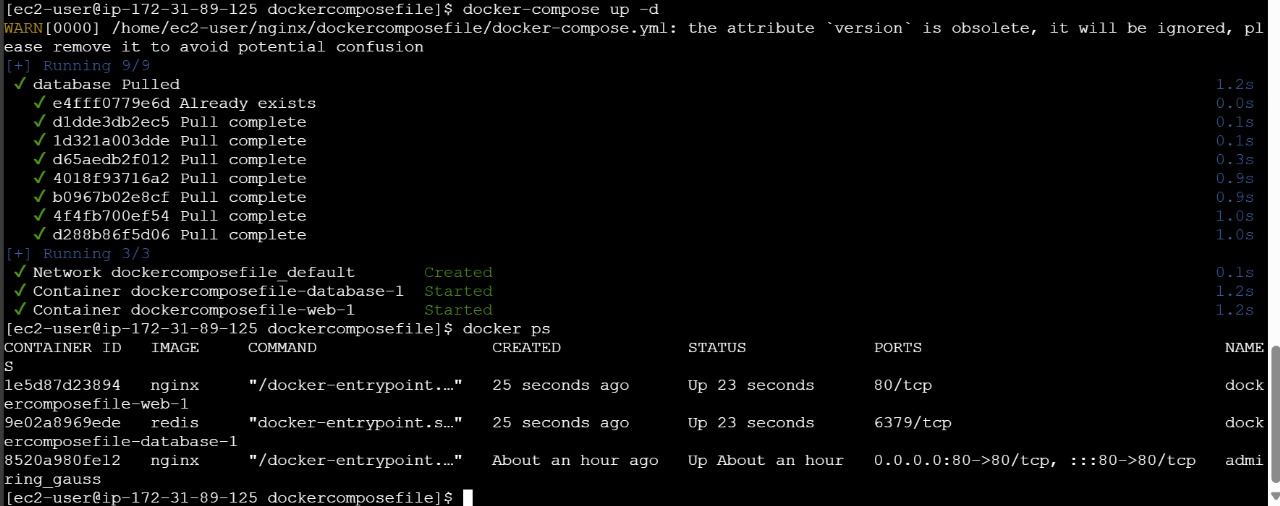 [ec2-user@ip-172-31-89-125 dockercomposefile]$ docker-compose up -d
WARN[0000] /home/ec2-user/nginx/dockercomposefile/docker-compose.yml: the attribute `version` is obsolete, it will be ignored, pl
ease remove it to avoid potential confusion
[+] Running 9/9
✓ database Pulled 1.2s
✓ e4fff0779e6d Already exists 0.0s
✓ d1dde3db2ec5 Pull complete 0.1s
✓ 1d321a003dde Pull complete 0.1s
✓ d65aedb2f012 Pull complete 0.3s
✓ 4018f93716a2 Pull complete 0.9s
✓ b0967b02e8cf Pull complete 0.9s
✓ 4f4fb700ef54 Pull complete 1.0s
✓ d288b86f5d06 Pull complete 1.0s
[+] Running 3/3
✓ Network dockercomposefile_default Created 0.1s
✓ Container dockercomposefile-database-1 Started 1.2s
✓ Container dockercomposefile-web-1 Started 1.2s
[ec2-user@ip-172-31-89-125 dockercomposefile]$ docker ps
CONTAINER ID IMAGE COMMAND CREATED STATUS PORTS NAME
S
1e5d87d23894 nginx "/docker-entrypoint.…" 25 seconds ago Up 23 seconds 80/tcp dock
ercomposefile-web-1
9e02a8969ede redis "docker-entrypoint.s…" 25 seconds ago Up 23 seconds 6379/tcp dock
ercomposefile-database-1
8520a980fe12 nginx "/docker-entrypoint.…" About an hour ago Up About an hour 0.0.0.0:80->80/tcp, :::80->80/tcp admi
ring_gauss
[ec2-user@ip-172-31-89-125 dockercomposefile]$